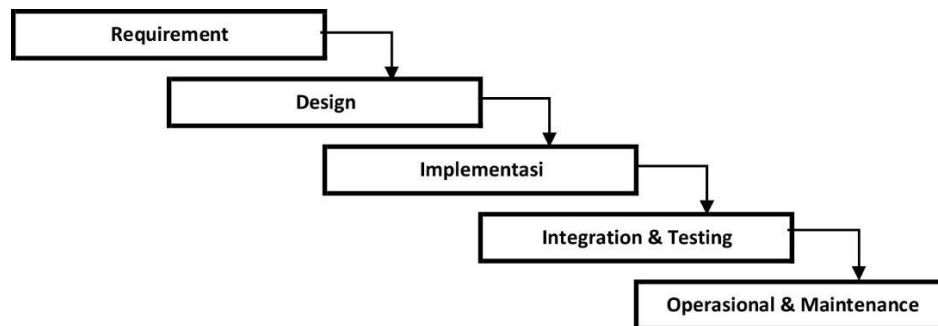 Requirement
Design
Implementasi
Integration & Testing
Operasional & Maintenance